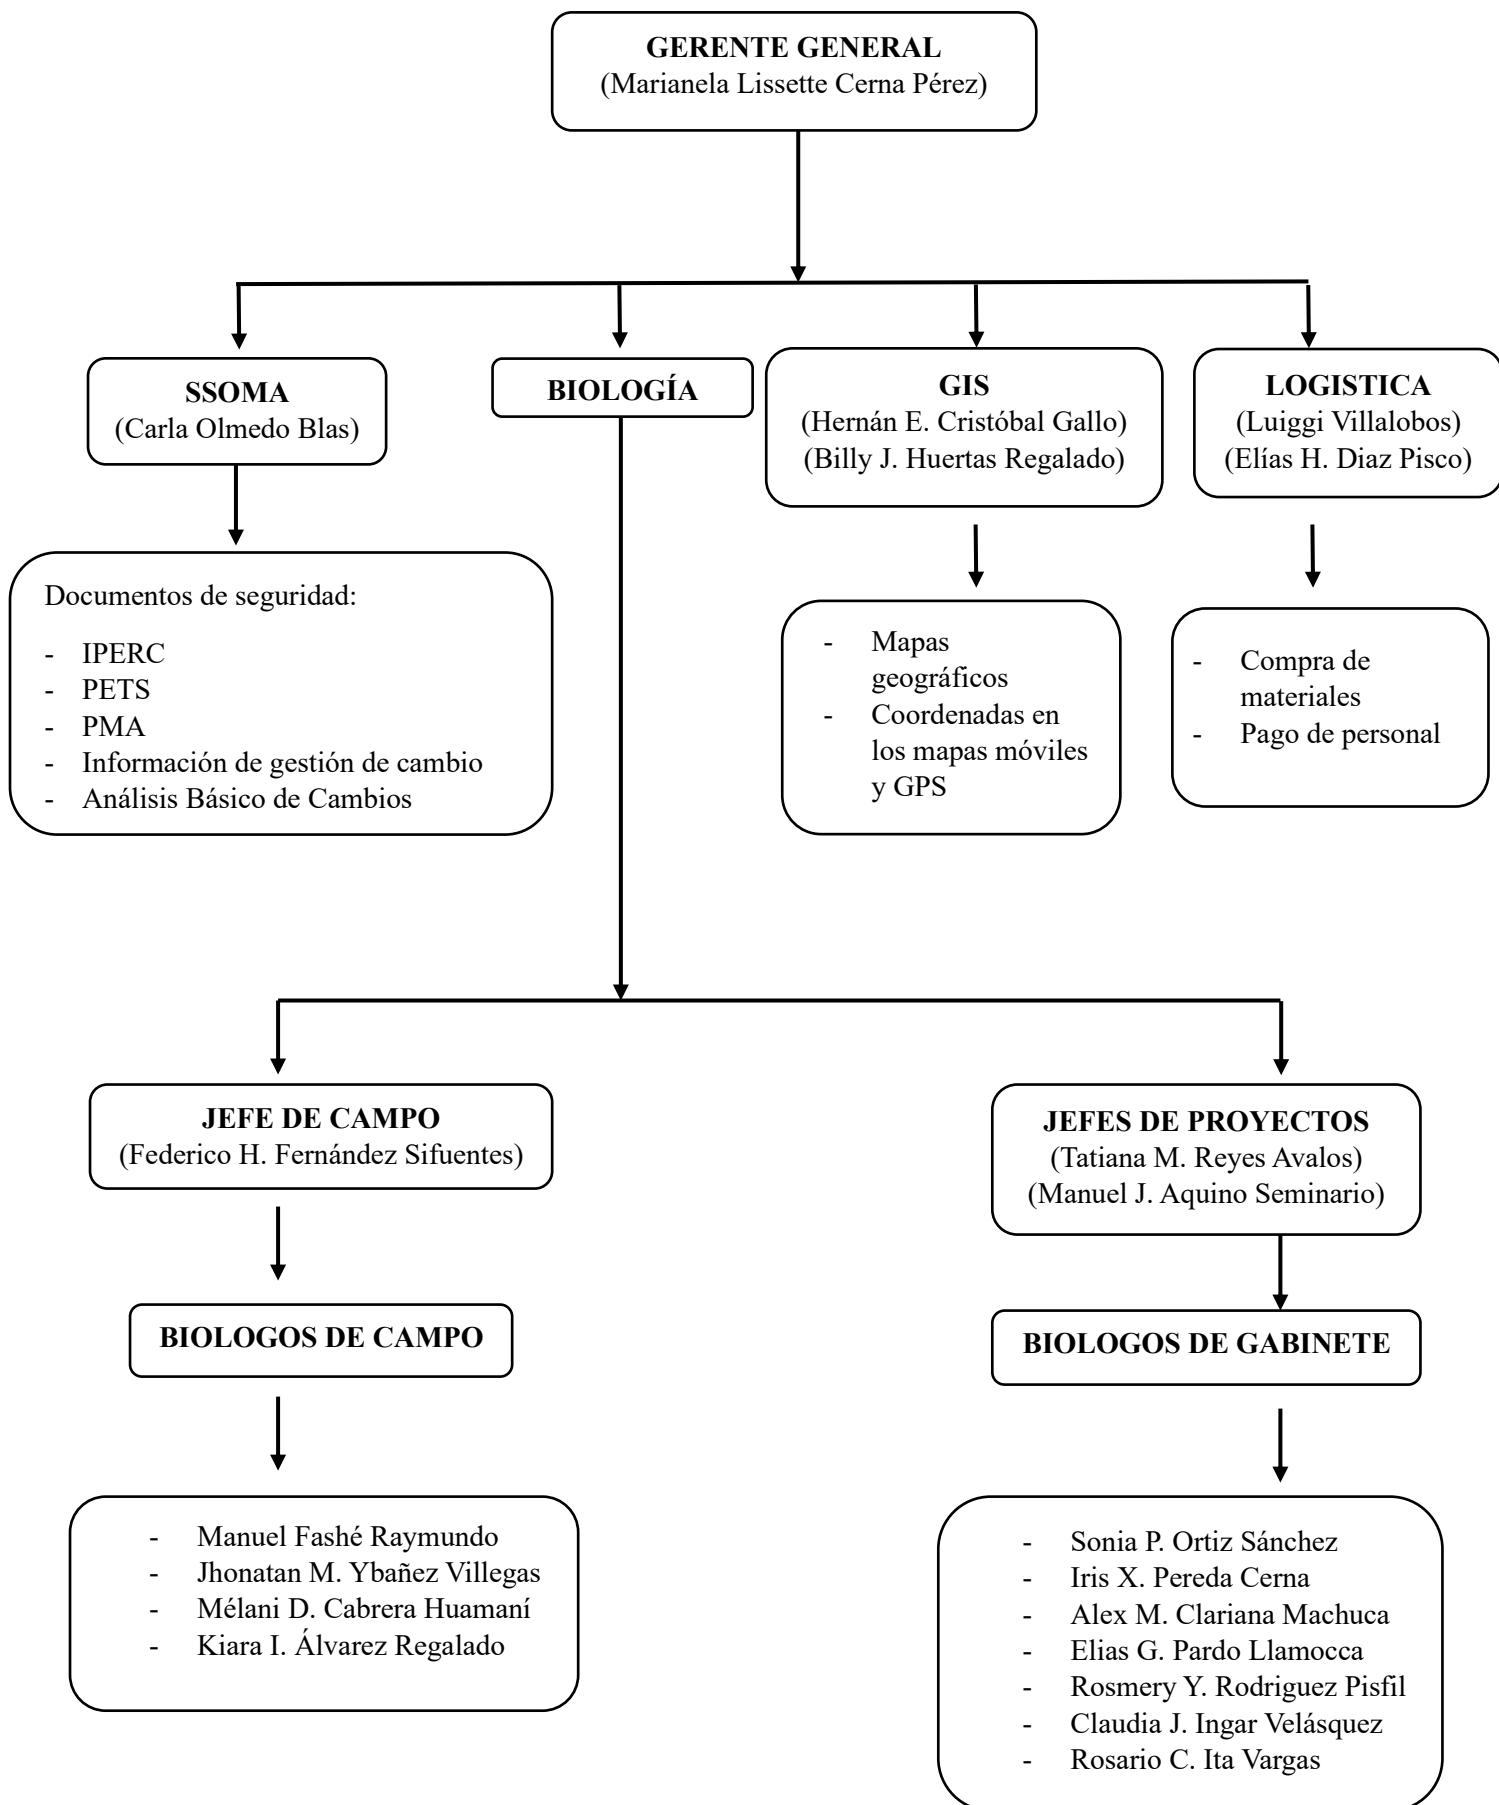 GERENTE GENERAL
(Marianela Lissette Cerna Pérez)
SSOMA
(Carla Olmedo Blas)
BIOLOGÍA
GIS
(Hernán E. Cristóbal Gallo)
(Billy J. Huertas Regalado)
LOGISTICA
(Luiggi Villalobos)
(Elías H. Diaz Pisco)
Documentos de seguridad:
- IPERC
- PETS
- PMA
- Información de gestión de cambio
- Análisis Básico de Cambios
- Mapas
geográficos
- Coordenadas en
los mapas móviles
y GPS
- Compra de
materiales
- Pago de personal
JEFE DE CAMPO
(Federico H. Fernández Sifuentes)
JEFES DE PROYECTOS
(Tatiana M. Reyes Avalos)
(Manuel J. Aquino Seminario)
BIOLOGOS DE CAMPO
BIOLOGOS DE GABINETE
- Manuel Fashé Raymundo
- Jhonatan M. Ybañez Villegas
- Mélani D. Cabrera Huamaní
- Kiara I. Álvarez Regalado
- Sonia P. Ortiz Sánchez
- Iris X. Pereda Cerna
- Alex M. Clariana Machuca
- Elias G. Pardo Llamocca
- Rosmery Y. Rodriguez Pisfil
- Claudia J. Ingar Velásquez
- Rosario C. Ita Vargas